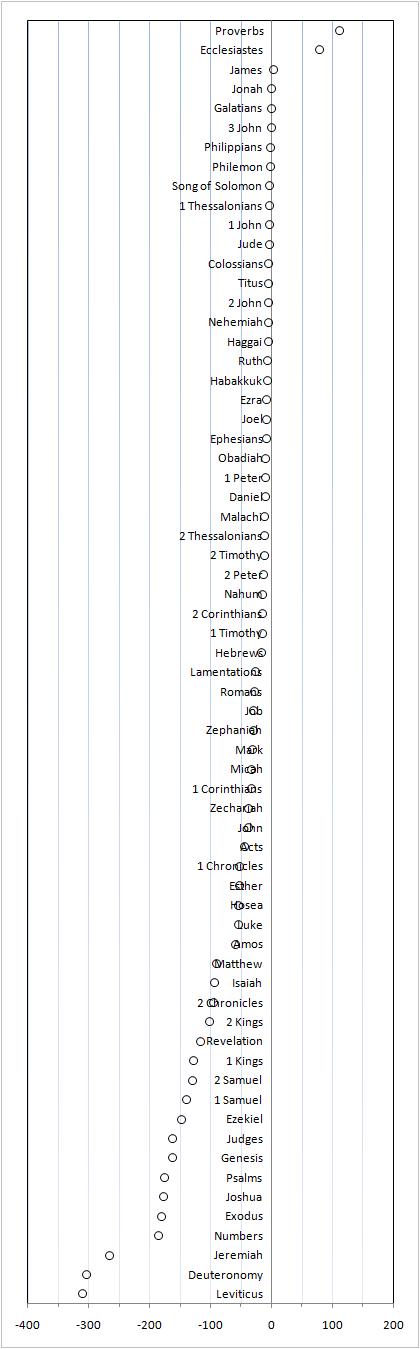 Proverbs
Ecclesiastes
James
Jonah
Galatians
3 John
Philippians
Philemon
Song of Solomon
1 Thessalonians
1 John
Jude
Colossians
Titus
2 John
Nehemiah
Haggai
Ruth
Habakkuk
Ezra
Joel
Ephesians
Obadiah
1 Peter
Daniel
Malachi
2 Thessalonians
2 Timothy
2 Peter
Nahum
2 Corinthians
1 Timothy
Hebrews
Lamentations
Romans
Job
Zephaniah
Mark
Micah
1 Corinthians
Zechariah
John
Acts
1 Chronicles
Esther
Hosea
Luke
Amos
Matthew
Isaiah
2 Chronicles
2 Kings
Revelation
1 Kings
2 Samuel
1 Samuel
Ezekiel
Judges
Genesis
Psalms
Joshua
Exodus
Numbers
Jeremiah
Deuteronomy
Leviticus
-400 -300 -200 -100 0 100 200